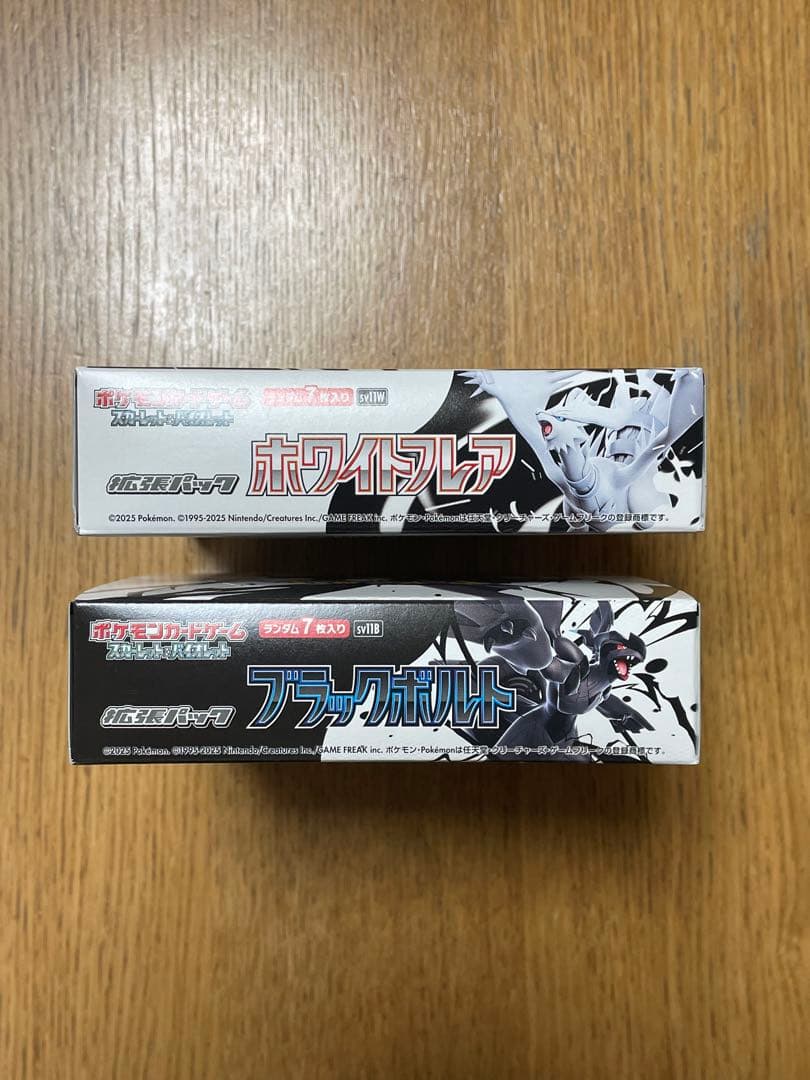 ポケモンカードゲーム
スカーレット&バイオレット
ランダム7枚入り
sv11W
拡張パック
ホワイトフレア
©2025 Pokémon. ©1995-2025 Nintendo/Creatures Inc./GAME FREAK inc. ポケモン・Pokémonは任天堂・クリーチャーズ・ゲームフリークの登録商標です。
ポケモンカードゲーム
スカーレット&バイオレット
ランダム7枚入り
sv11B
拡張パック
ブラックボルト
©2025 Pokémon. ©1995-2025 Nintendo/Creatures Inc./GAME FREAK inc. ポケモン・Pokémonは任天堂・クリーチャーズ・ゲームフリークの登録商標です。